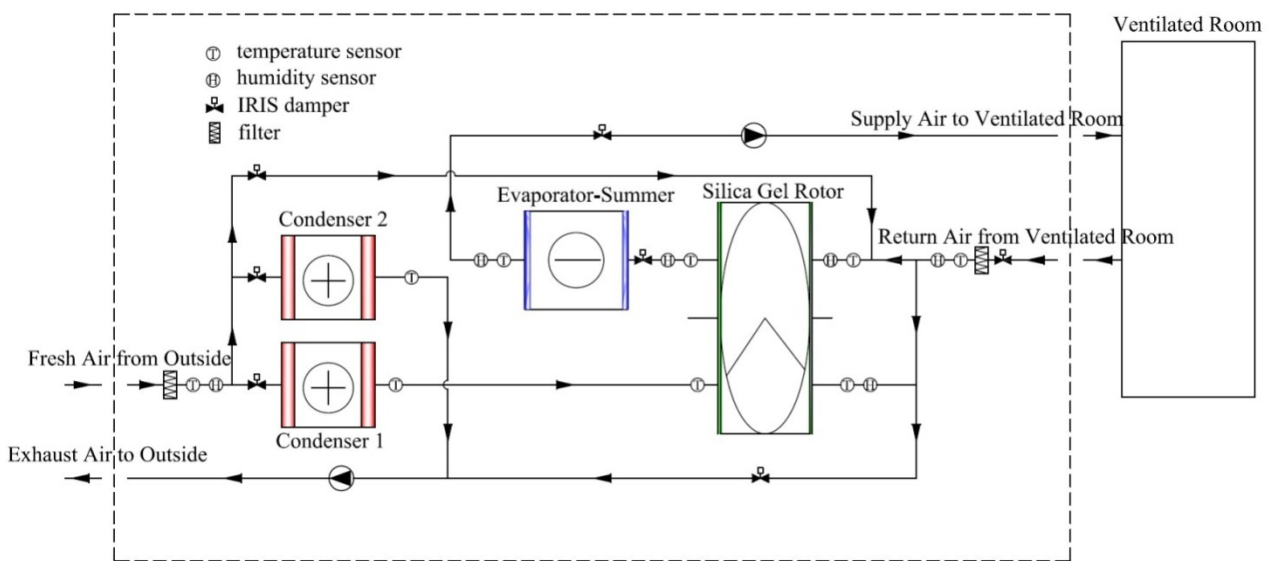 Ventilated Room
T temperature sensor
H humidity sensor
IRIS damper
filter
Supply Air to Ventilated Room
Evaporator-Summer
Silica Gel Rotor
Condenser 2
Return Air from Ventilated Room
H T
H T
H T
H T
T
Fresh Air from Outside
T H
T
T
T H
Condenser 1
Exhaust Air to Outside